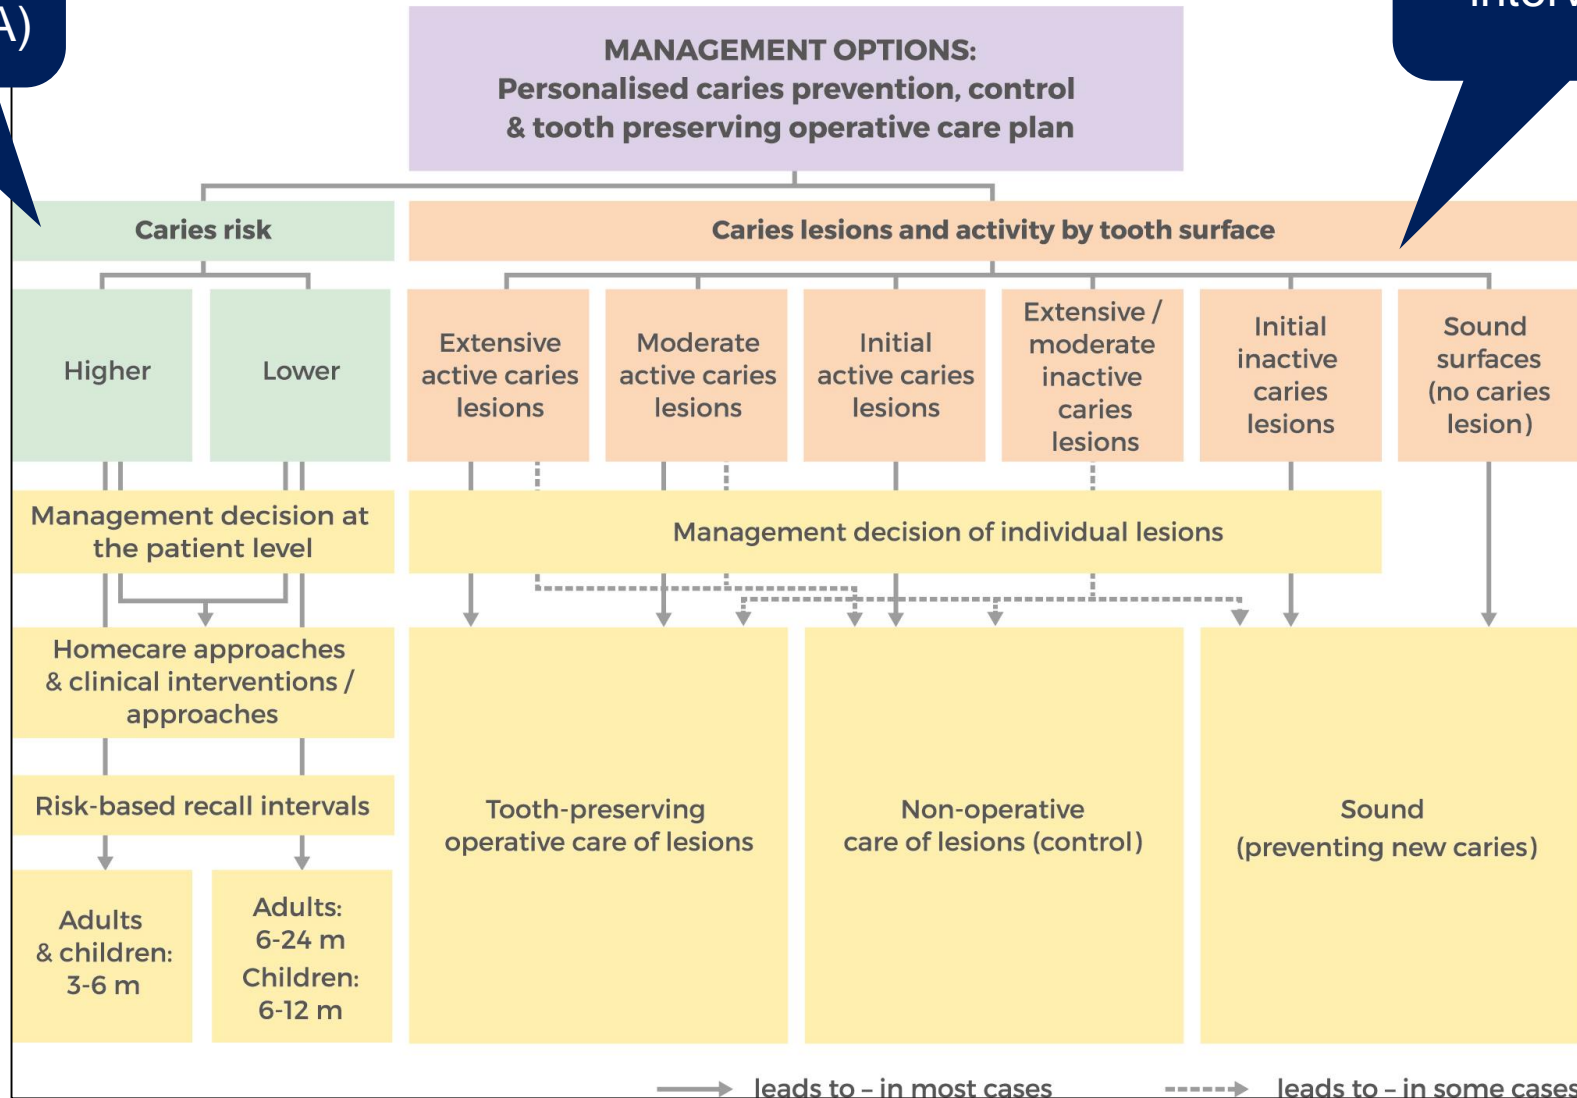 A)
MANAGEMENT OPTIONS:
Personalised caries prevention, control
& tooth preserving operative care plan
Caries risk
Caries lesions and activity by tooth surface
Higher
Lower
Extensive
active caries
lesions
Moderate
active caries
lesions
Initial
active caries
lesions
Extensive /
moderate
inactive
caries
lesions
Initial
inactive
caries
lesions
Sound
surfaces
(no caries
lesion)
Management decision at
the patient level
Management decision of individual lesions
Homecare approaches
& clinical interventions /
approaches
Risk-based recall intervals
Adults
& children:
3-6 m
Adults:
6-24 m
Children:
6-12 m
Tooth-preserving
operative care of lesions
Non-operative
care of lesions (control)
Sound
(preventing new caries)
leads to – in most cases
leads to – in some cases